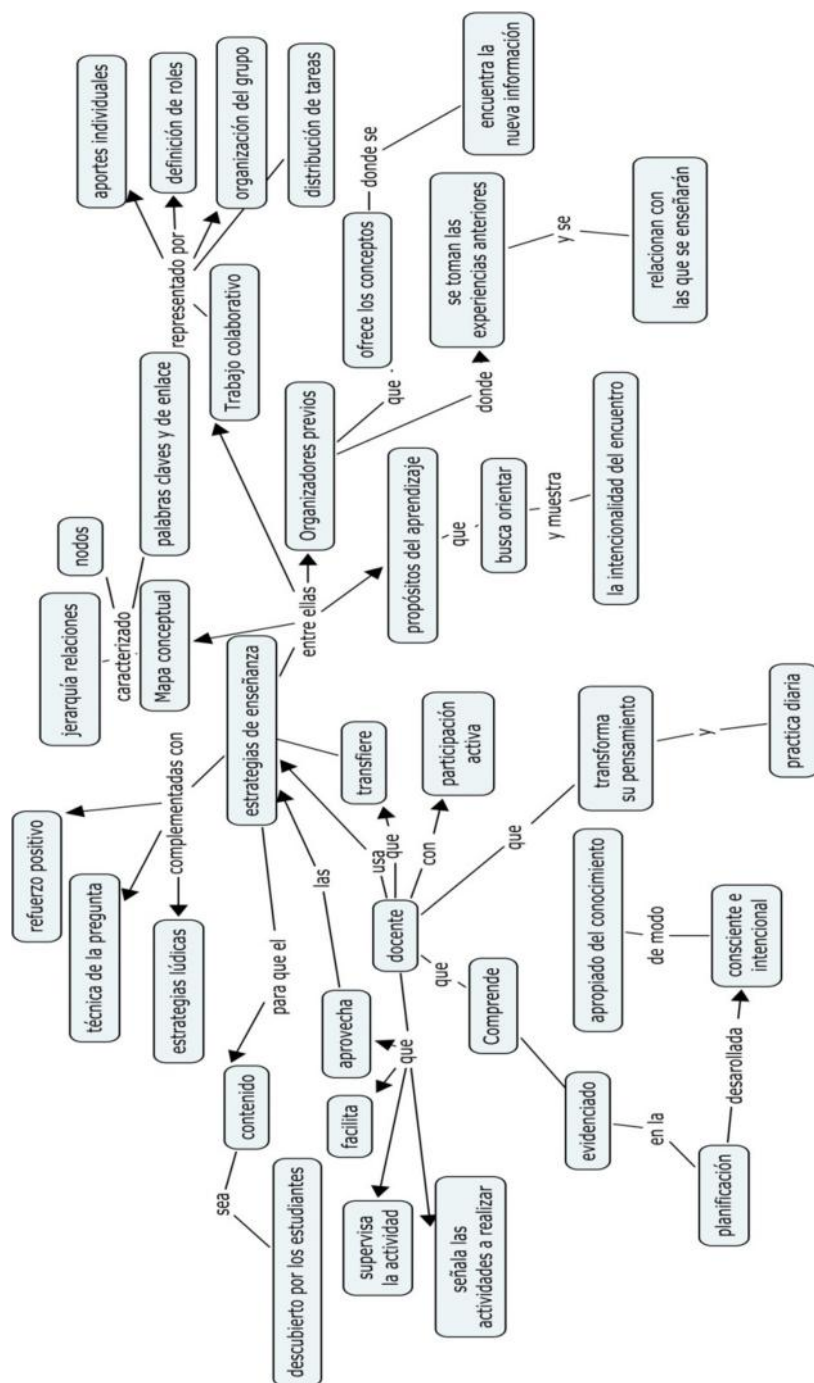 refuerzo positivo
técnica de la pregunta
jerarquía relaciones
nodos
aportes individuales
caracterizado
definición de roles
complementadas con
estrategias lúdicas
Mapa conceptual
palabras claves y de enlace
representado por
organización del grupo
distribución de tareas
sea
contenido
para que el
estrategias de enseñanza
Trabajo colaborativo
descubierto por los estudiantes
facilita
aprovecha
las
transfiere
entre ellas
Organizadores previos
ofrece los conceptos
donde se
encuentra la
nueva información
supervisa
la actividad
que
docente
usa
que
que
señala las
actividades a realizar
con
participación
activa
propósitos del aprendizaje
donde
se toman las
experiencias anteriores
que
que
que
Comprende
busca orientar
y se
evidenciado
apropiado del conocimiento
transforma
su pensamiento
y muestra
relacionan con
las que se enseñarán
en la
de modo
y
la intencionalidad del encuentro
planificación
desarollada
consciente e
intencional
practica diaria